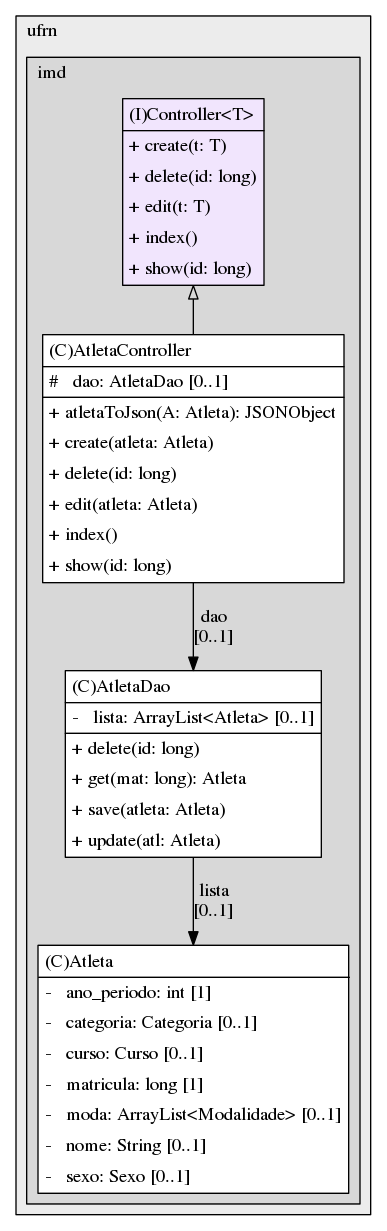 ufrn
imd
(I)Controller<T>
+ create(t: T)
+ delete(id: long)
+ edit(t: T)
+ index()
+ show(id: long)
(C)AtletaController
# dao: AtletaDao [0..1]
+ atletaToJson(A: Atleta): JSONObject
+ create(atleta: Atleta)
+ delete(id: long)
+ edit(atleta: Atleta)
+ index()
+ show(id: long)
dao
[0..1]
(C)AtletaDao
- lista: ArrayList<Atleta> [0..1]
+ delete(id: long)
+ get(mat: long): Atleta
+ save(atleta: Atleta)
+ update(atl: Atleta)
lista
[0..1]
(C)Atleta
- ano_periodo: int [1]
- categoria: Categoria [0..1]
- curso: Curso [0..1]
- matricula: long [1]
- moda: ArrayList<Modalidade> [0..1]
- nome: String [0..1]
- sexo: Sexo [0..1]